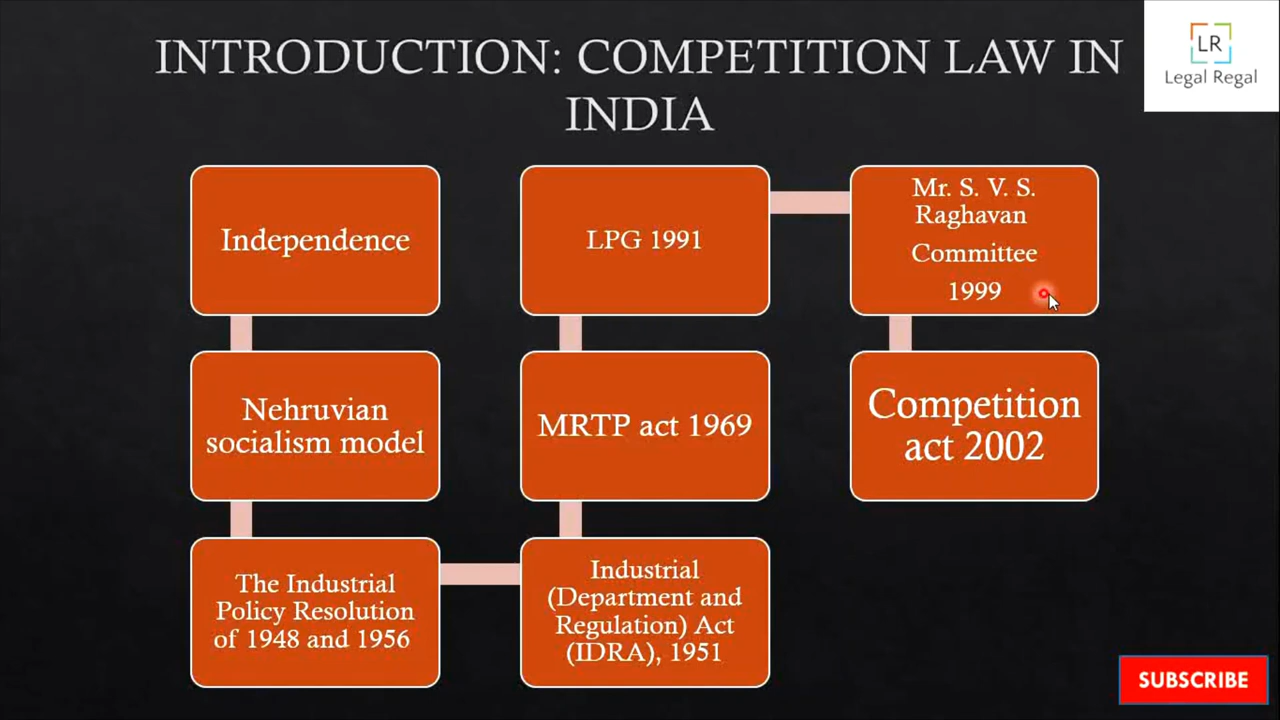 INTRODUCTION: COMPETITION LAW IN
INDIA
LR
Legal Regal
Independence
Nehruvian
socialism model
The Industrial
Policy Resolution
of 1948 and 1956
Industrial
(Department and
Regulation) Act
(IDRA), 1951
MRTP act 1969
LPG 1991
Mr. S. V. S.
Raghavan
Committee
1999
Competition
act 2002
SUBSCRIBE